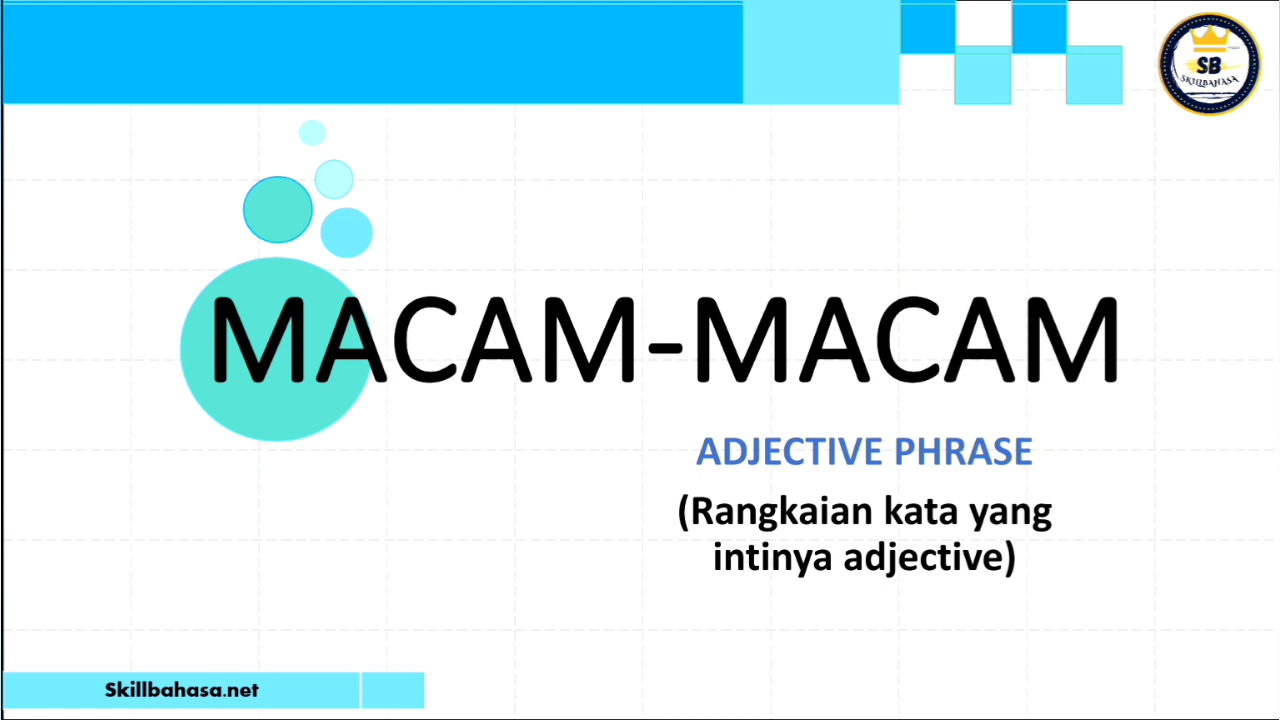 SB
SKILLBAHASA
MACAM-MACAM
ADJECTIVE PHRASE
(Rangkaian kata yang
intinya adjective)
Skillbahasa.net